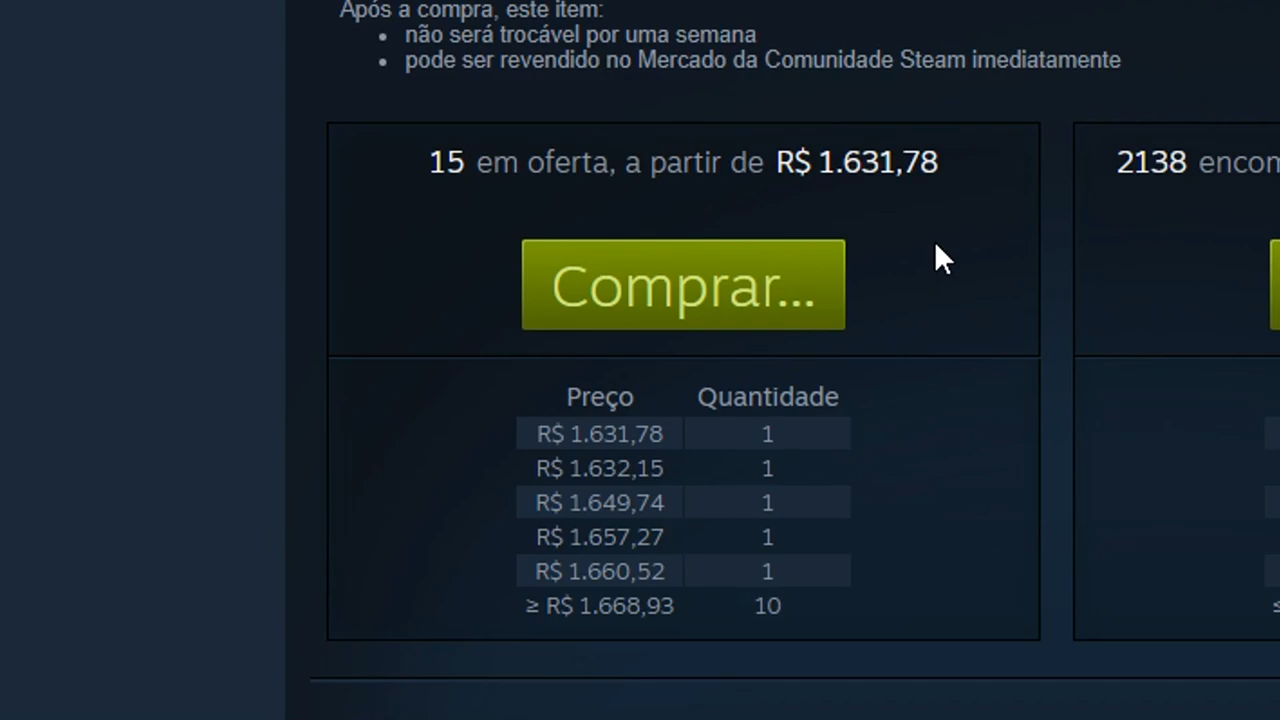 Após a compra, este item:
• não será trocável por uma semana
• pode ser revendido no Mercado da Comunidade Steam imediatamente
15 em oferta, a partir de R$ 1.631,78
2138
Comprar...
Preço Quantidade
R$ 1.631,78 1
R$ 1.632,15 1
R$ 1.649,74 1
R$ 1.657,27 1
R$ 1.660,52 1
≥ R$ 1.668,93 10